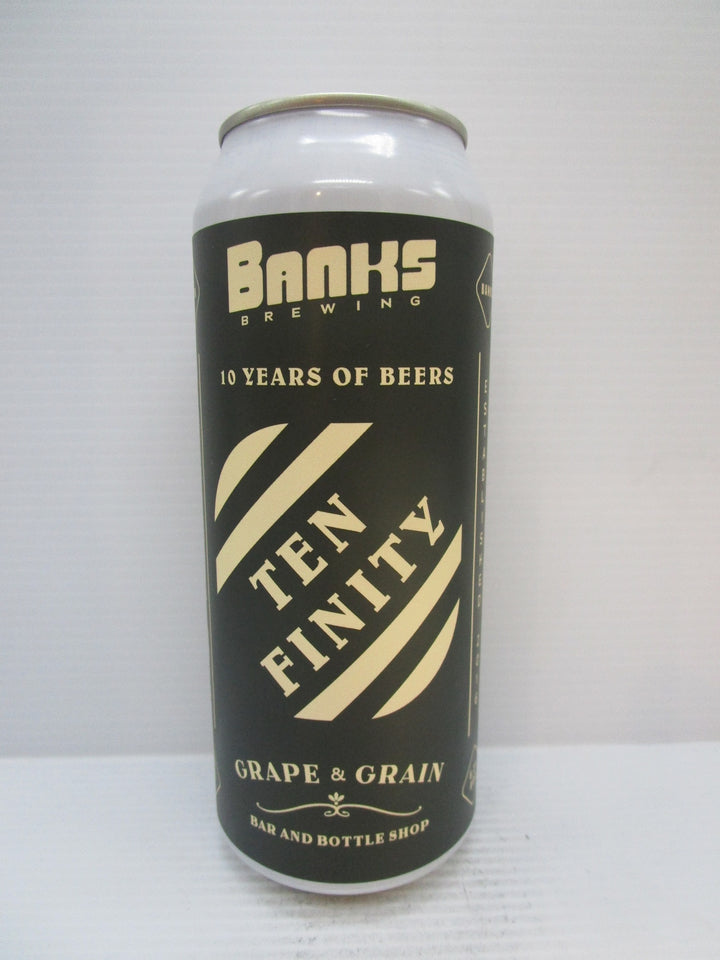 BANKS
BREWING
10 YEARS OF BEERS
TEN
FINITY
GRAPE & GRAIN
BAR AND BOTTLE SHOP